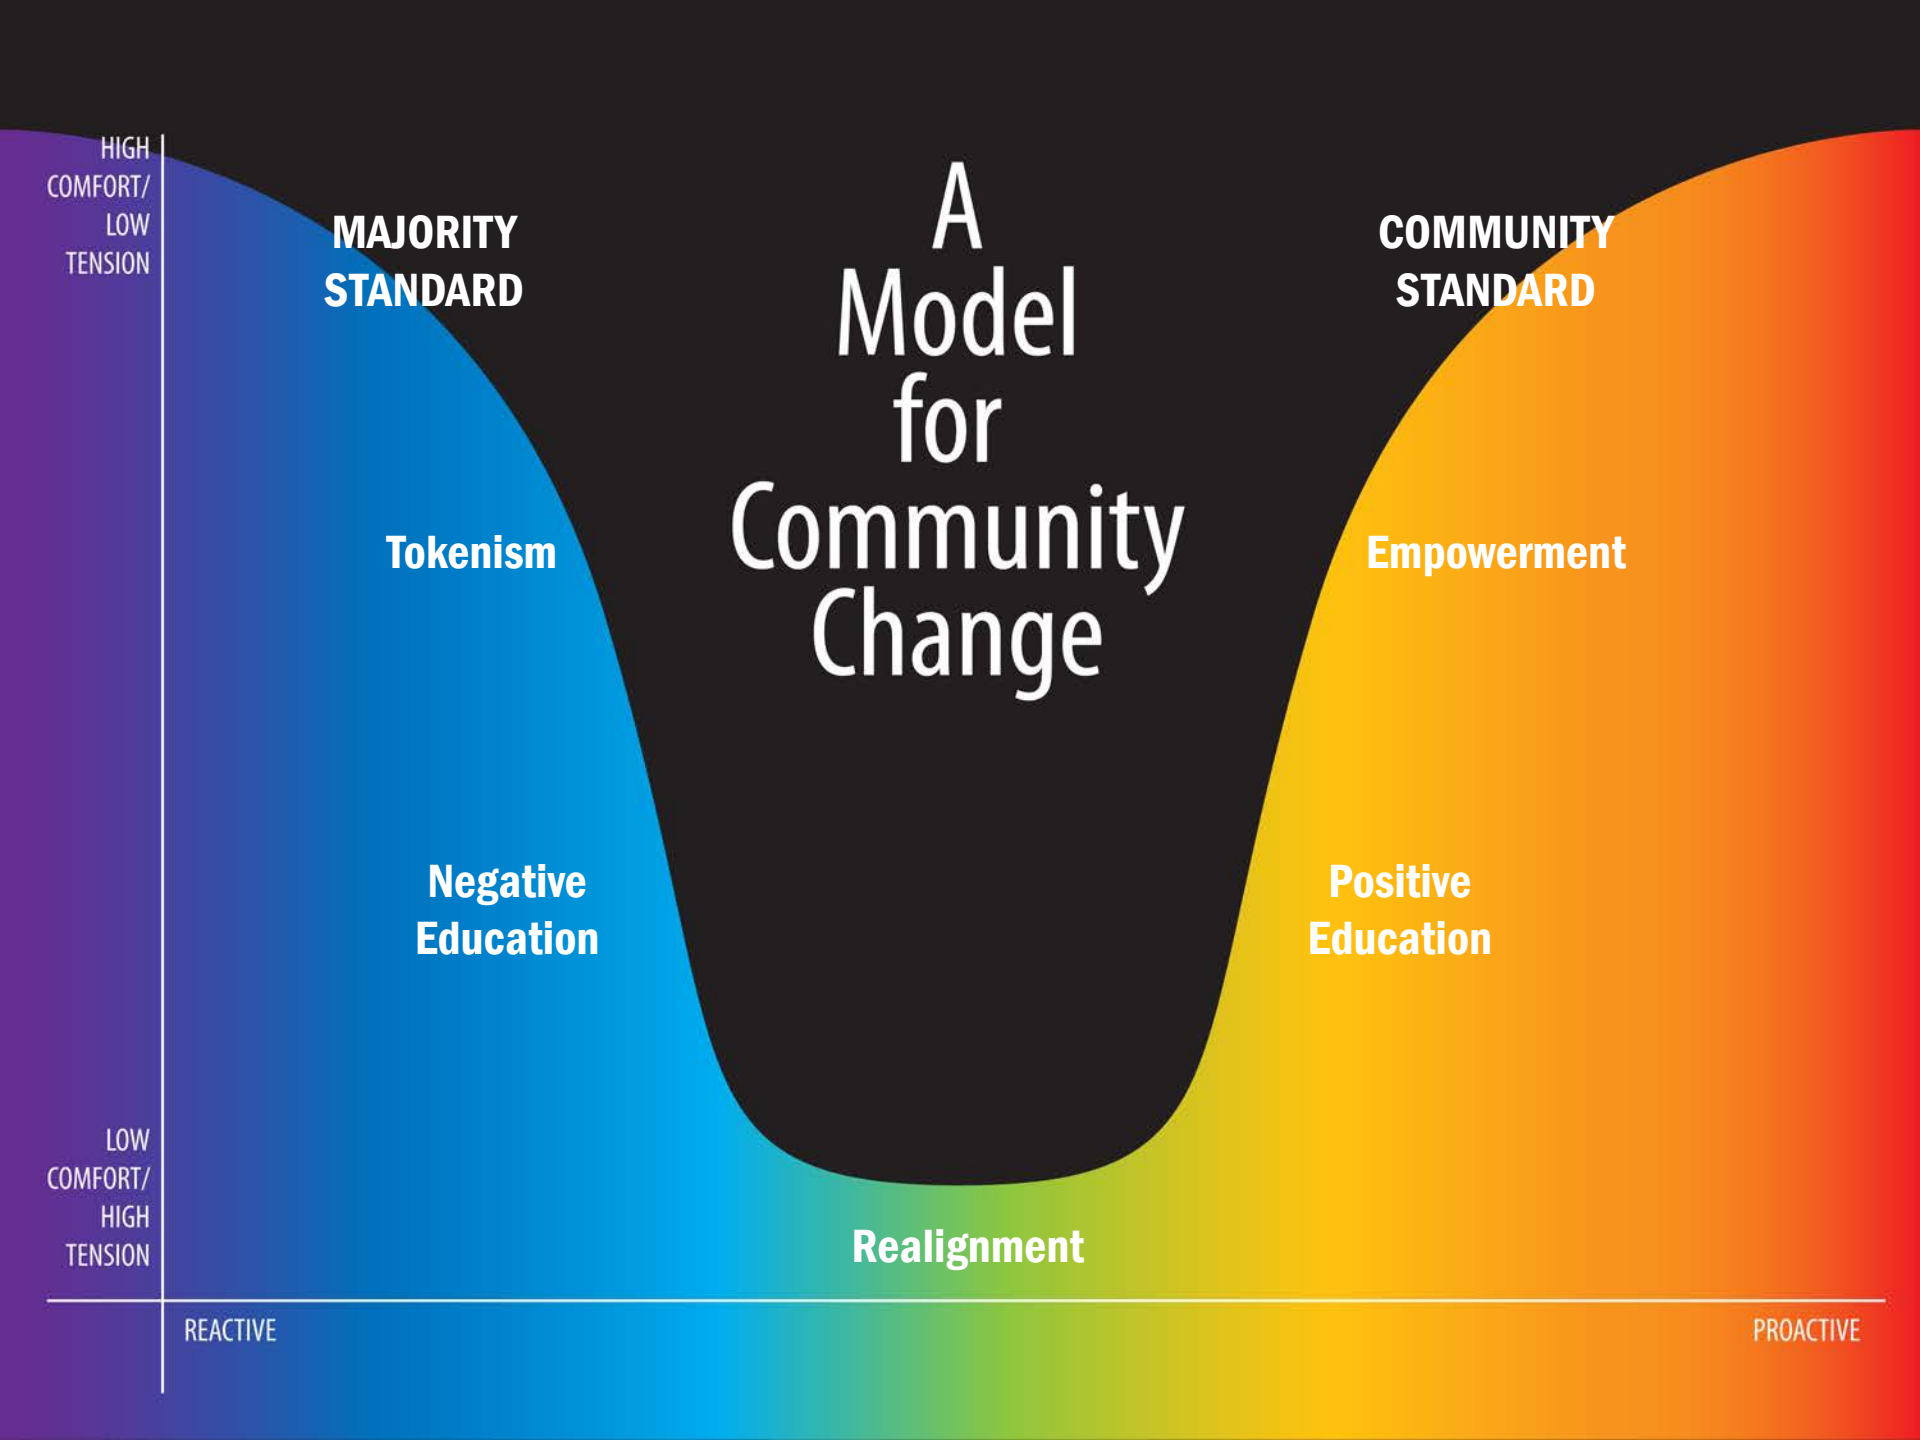 A
Model
for
Community
Change
HIGH
COMFORT/
LOW
TENSION
MAJORITY
STANDARD
COMMUNITY
STANDARD
Tokenism
Empowerment
Negative
Education
Positive
Education
LOW
COMFORT/
HIGH
TENSION
Realignment
REACTIVE
PROACTIVE